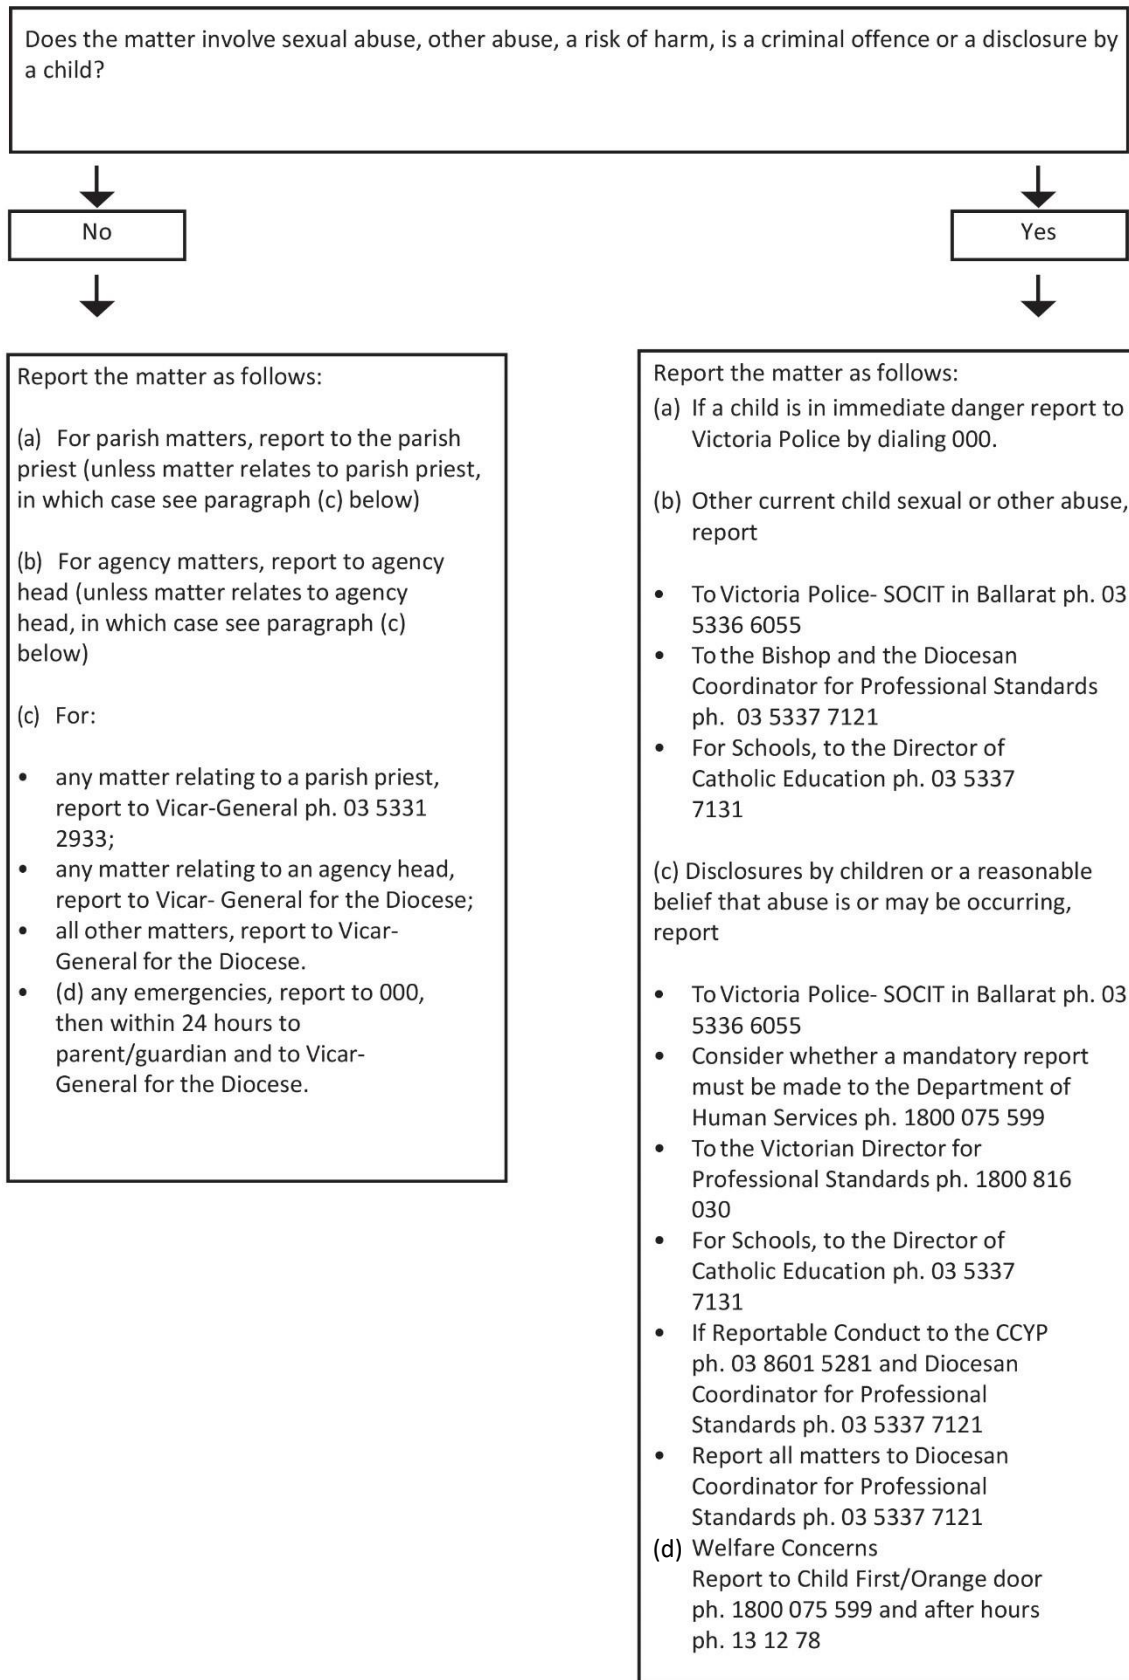 Does the matter involve sexual abuse, other abuse, a risk of harm, is a criminal offence or a disclosure by
a child?
No
Yes
Report the matter as follows:
(a) For parish matters, report to the parish
priest (unless matter relates to parish priest,
in which case see paragraph (c) below)
(b) For agency matters, report to agency
head (unless matter relates to agency
head, in which case see paragraph (c)
below)
(c) For:
• any matter relating to a parish priest,
report to Vicar-General ph. 03 5331
2933;
• any matter relating to an agency head,
report to Vicar- General for the Diocese;
• all other matters, report to Vicar-
General for the Diocese.
• (d) any emergencies, report to 000,
then within 24 hours to
parent/guardian and to Vicar-
General for the Diocese.
Report the matter as follows:
(a) If a child is in immediate danger report to
Victoria Police by dialing 000.
(b) Other current child sexual or other abuse,
report
• To Victoria Police- SOCIT in Ballarat ph. 03
5336 6055
• To the Bishop and the Diocesan
Coordinator for Professional Standards
ph. 03 5337 7121
• For Schools, to the Director of
Catholic Education ph. 03 5337
7131
(c) Disclosures by children or a reasonable
belief that abuse is or may be occurring,
report
• To Victoria Police- SOCIT in Ballarat ph. 03
5336 6055
• Consider whether a mandatory report
must be made to the Department of
Human Services ph. 1800 075 599
• To the Victorian Director for
Professional Standards ph. 1800 816
030
• For Schools, to the Director of
Catholic Education ph. 03 5337
7131
• If Reportable Conduct to the CCYP
ph. 03 8601 5281 and Diocesan
Coordinator for Professional
Standards ph. 03 5337 7121
• Report all matters to Diocesan
Coordinator for Professional
Standards ph. 03 5337 7121
(d) Welfare Concerns
Report to Child First/Orange door
ph. 1800 075 599 and after hours
ph. 13 12 78